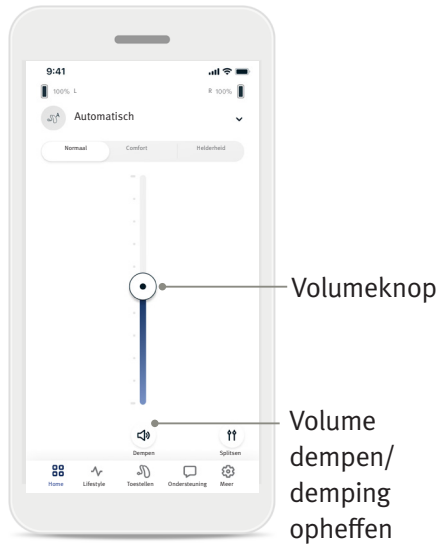 9:41
100% L
R 100%
Automatisch
Normaal Comfort Helderheid
Volumeknop
Volume
dempen/
demping
opheffen
Dempen Splitsen
Home Lifestyle Toestellen Ondersteuning Meer